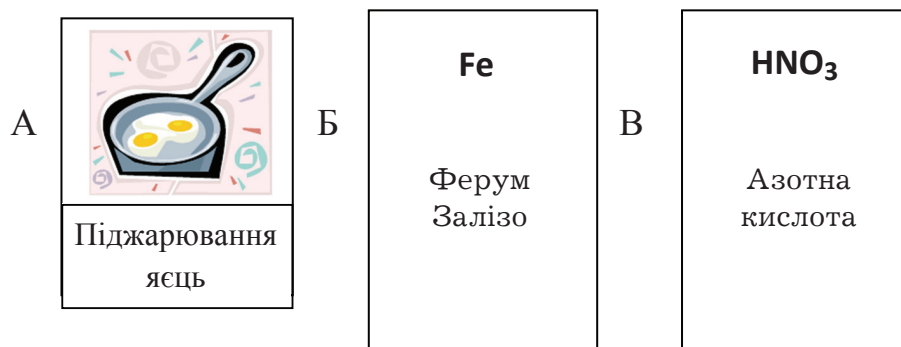 А
Піджарювання
яєць
Б
Fe
Ферум
Залізо
В
HNO₃
Азотна
кислота